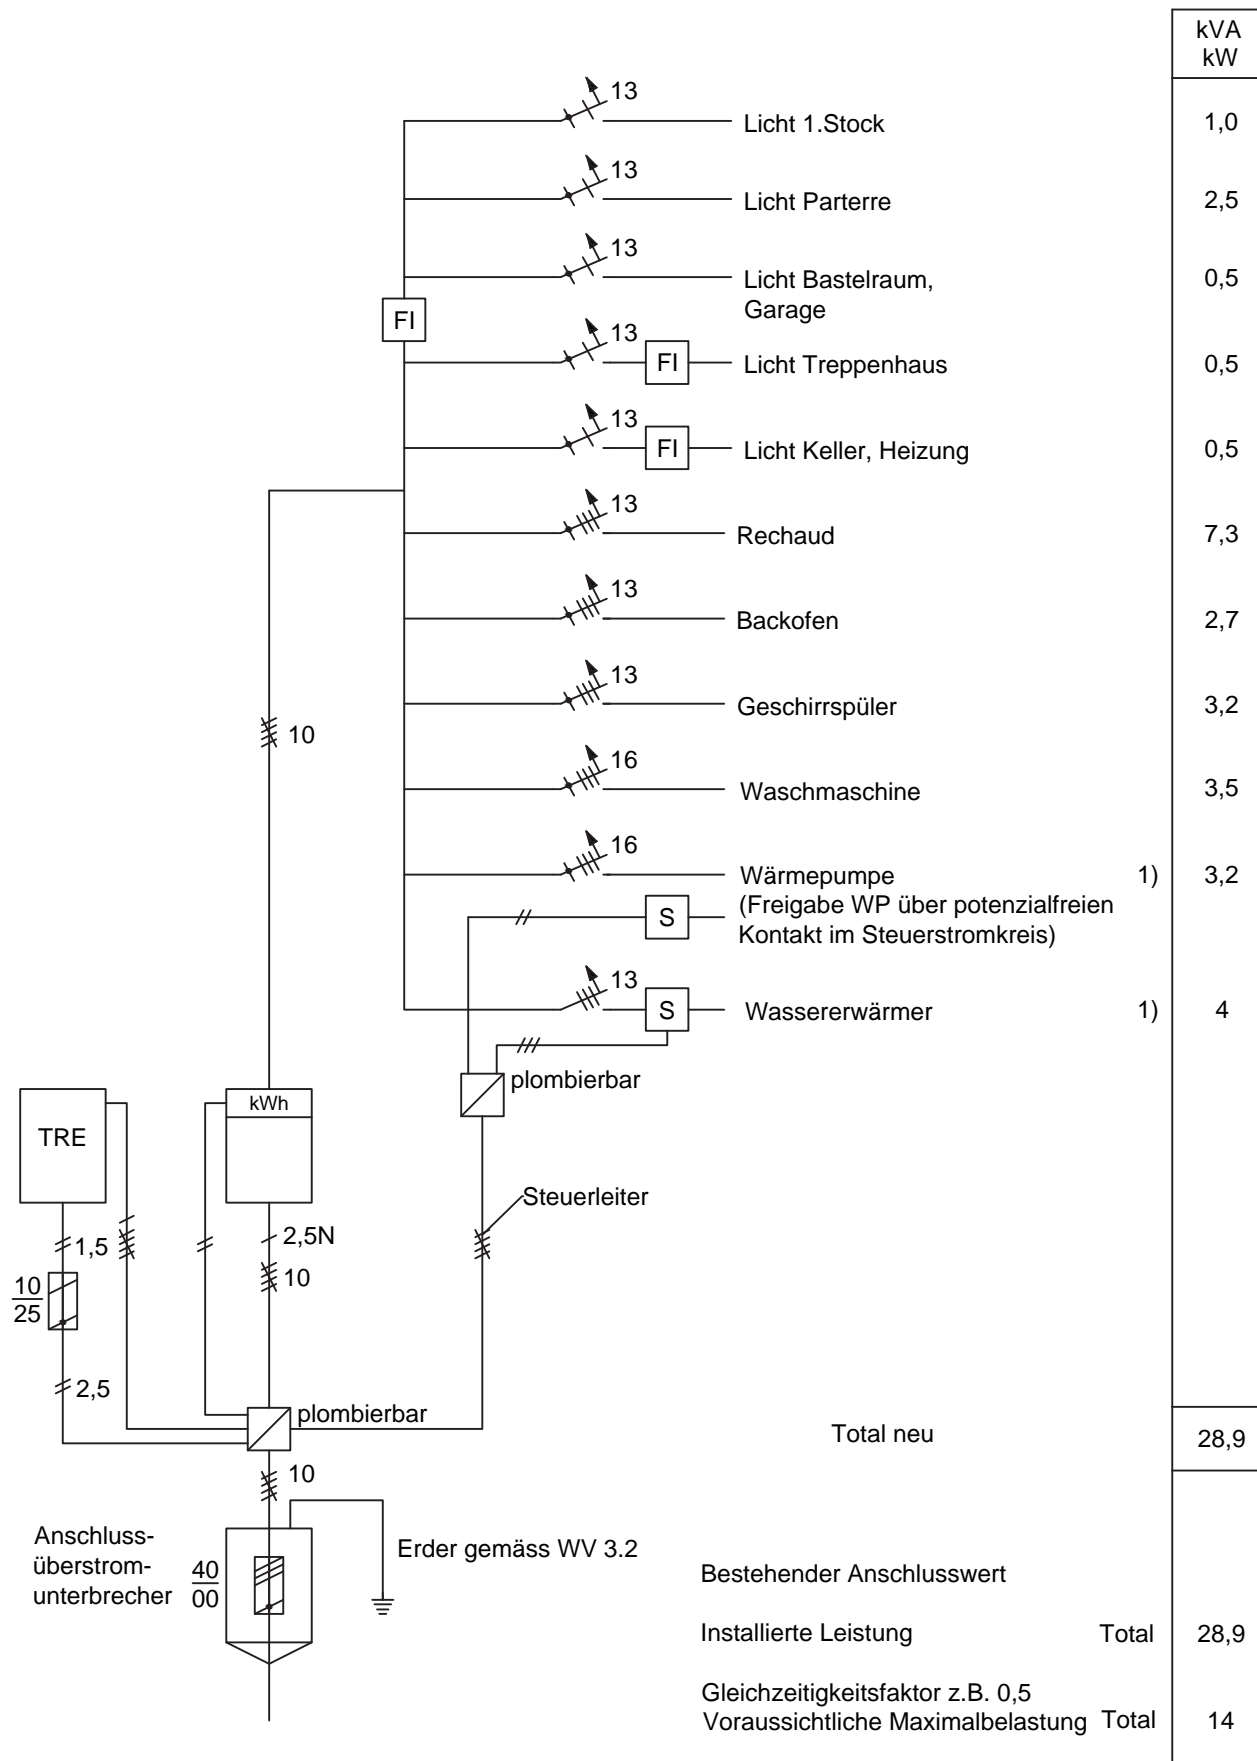 kVA
kW
13
Licht 1.Stock
1,0
13
Licht Parterre
2,5
13
Licht Bastelraum,
Garage
0,5
FI
13
FI
Licht Treppenhaus
0,5
13
FI
Licht Keller, Heizung
0,5
13
Rechaud
7,3
13
Backofen
2,7
13
Geschirrspüler
3,2
10
16
Waschmaschine
3,5
16
Wärmepumpe 1)
3,2
S
(Freigabe WP über potenzialfreien
Kontakt im Steuerstromkreis)
13
S
Wassererwärmer 1)
4
plombierbar
kWh
TRE
Steuerleiter
1,5
2,5N
10
10
25
2,5
plombierbar
Total neu
28,9
10
Anschluss-
überstrom-
unterbrecher
40
00
Erder gemäss WV 3.2
Bestehender Anschlusswert
Installierte Leistung Total 28,9
Gleichzeitigkeitsfaktor z.B. 0,5
Voraussichtliche Maximalbelastung Total 14